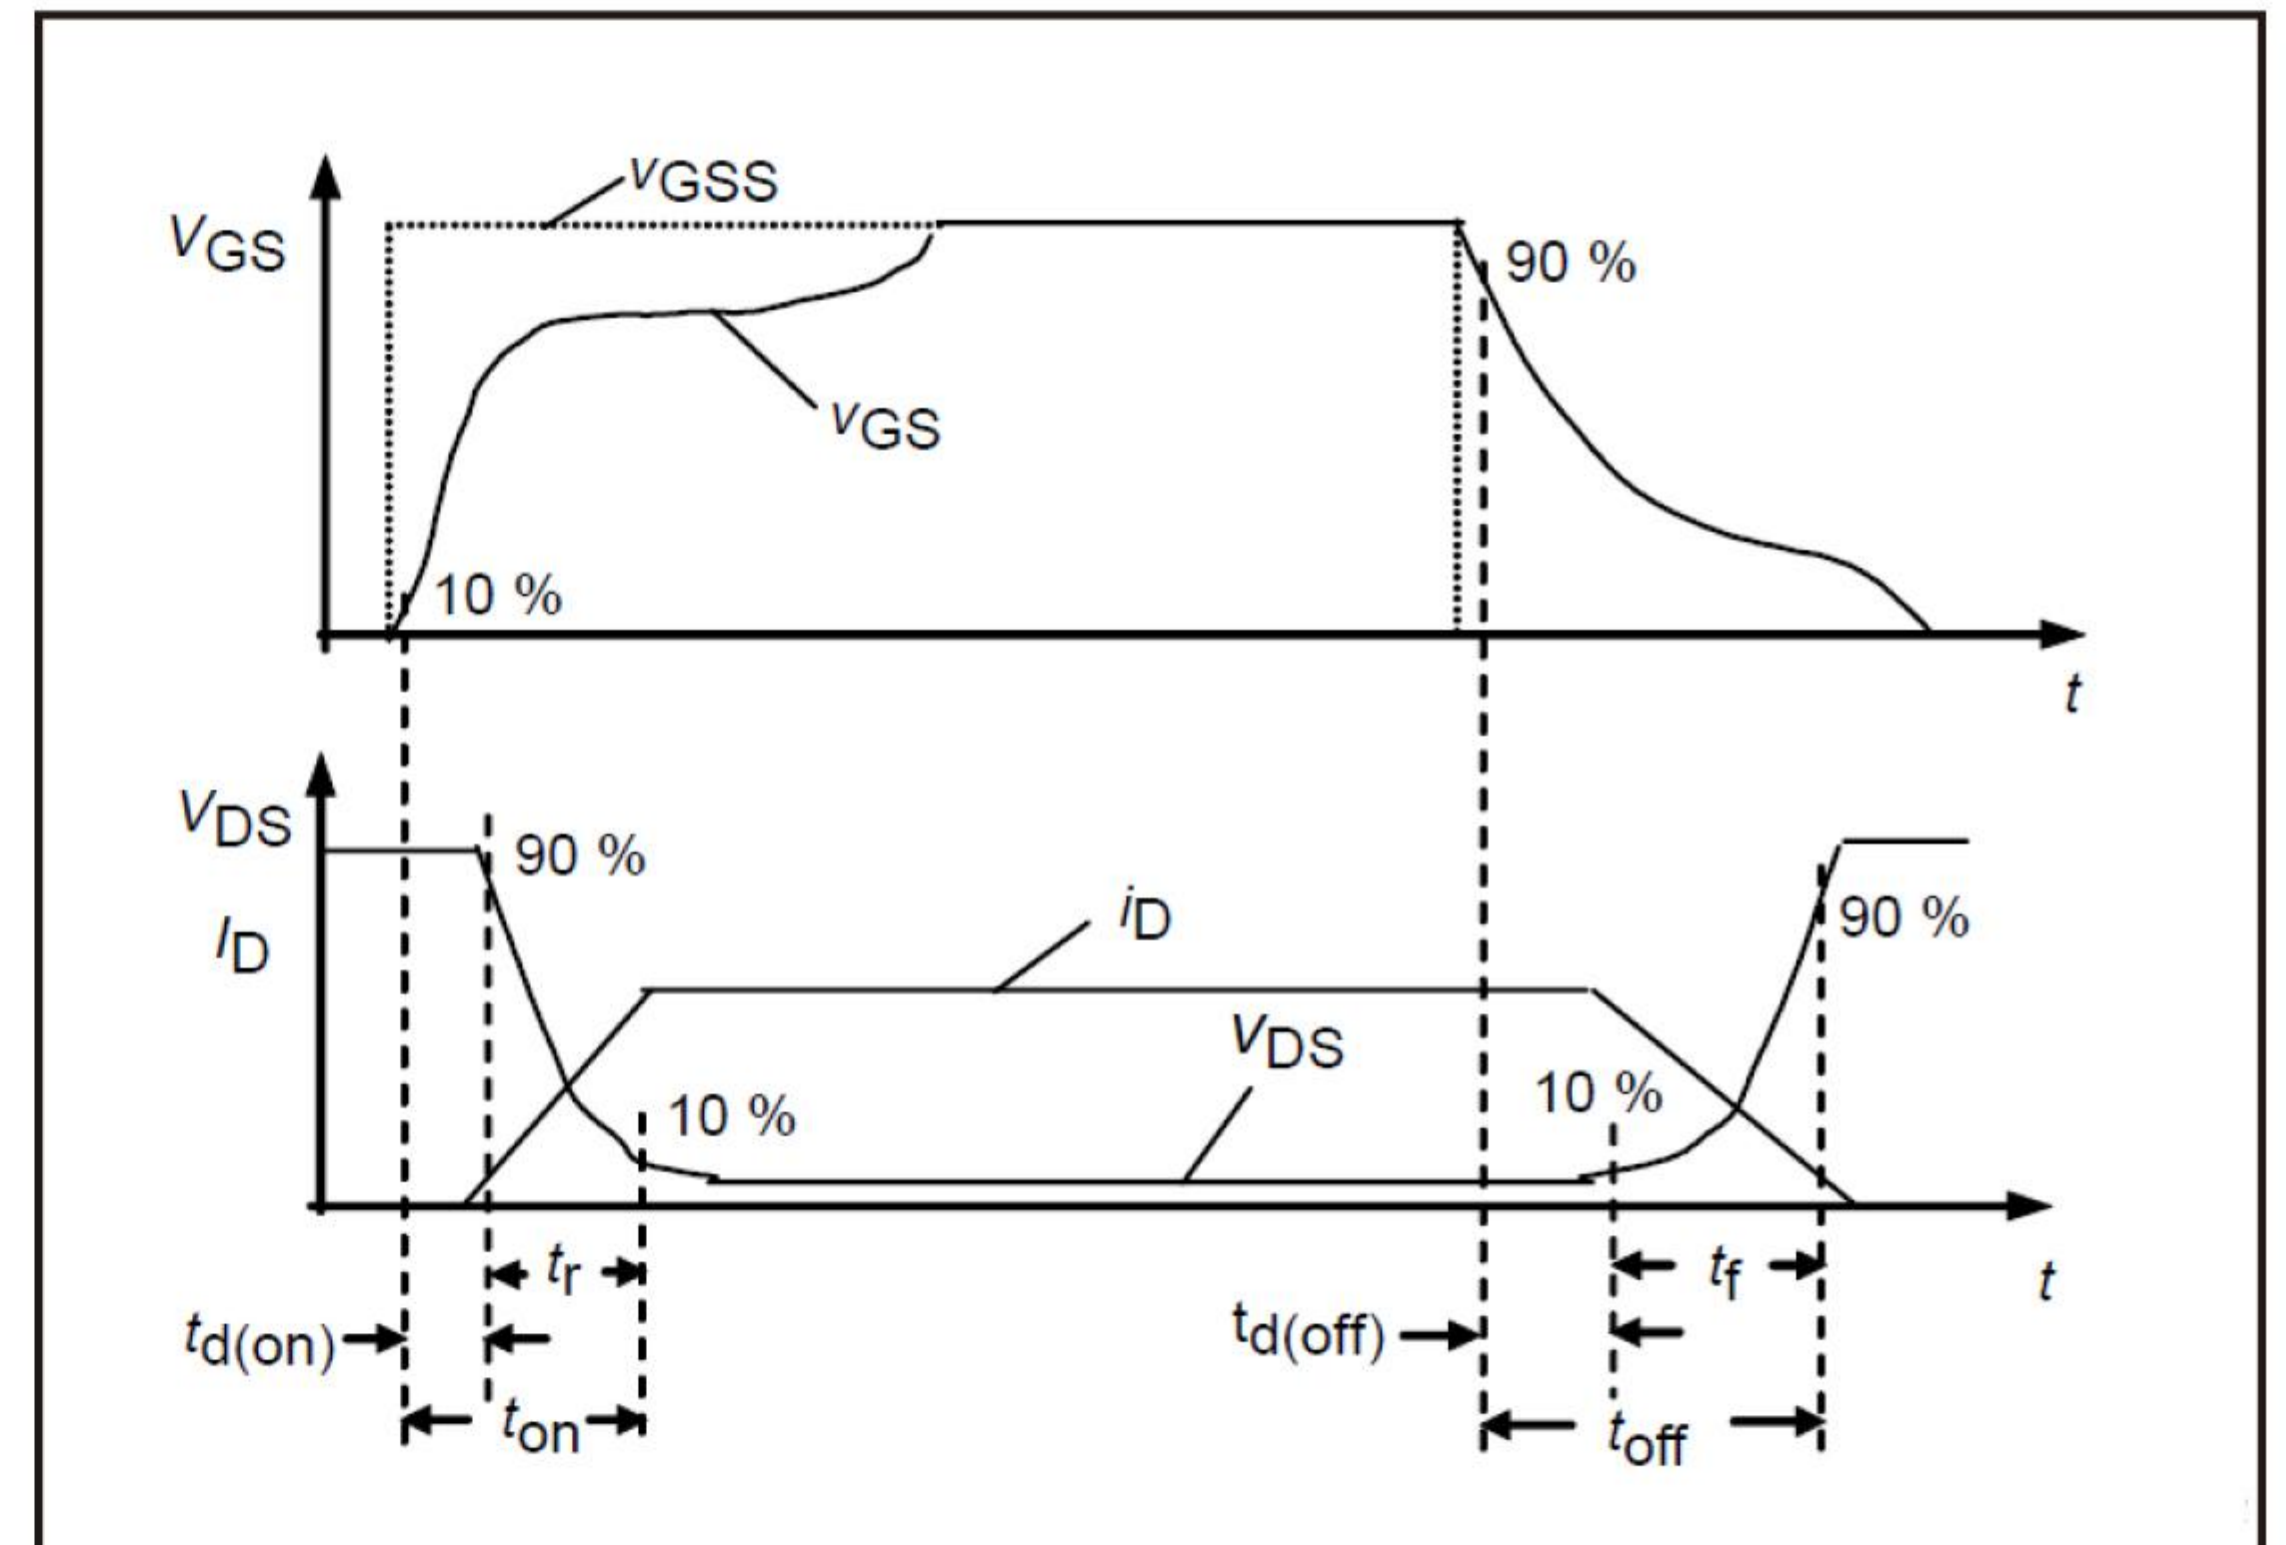 vGSS
VGS
90 %
vGS
10 %
t
VDS
90 %
iD
90 %
ID
VDS
10 %
10 %
tr
tf
t
td(on)
td(off)
ton
toff